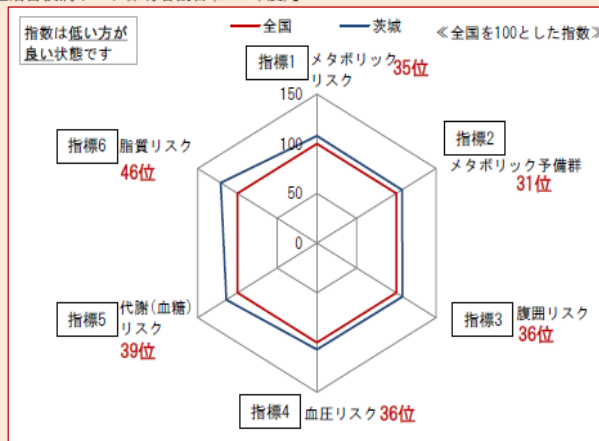 指数は低い方が
良い状態です
全国
茨城
≪全国を100とした指数≫
指標1 メタボリック
リスク
35位
指標2
メタボリック予備群
31位
指標3 腹囲リスク
36位
指標4 血圧リスク 36位
指標5 代謝(血糖)
リスク
39位
指標6 脂質リスク
46位
150
100
50
0